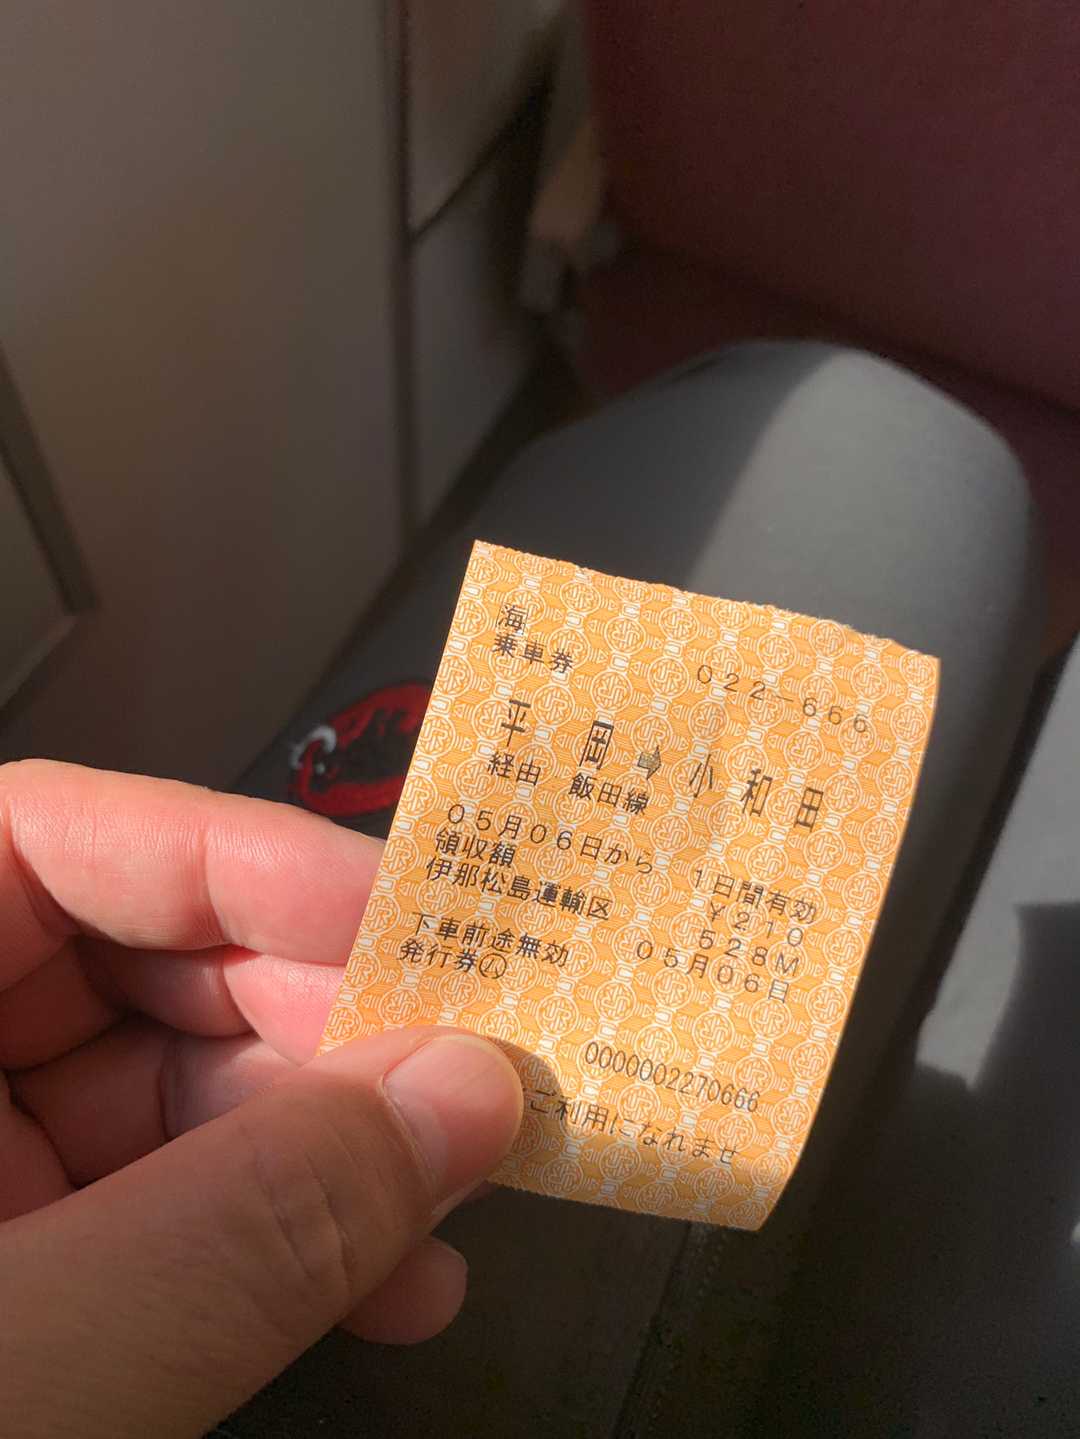 海
乗車券 022-666
平岡➡小和田
経由 飯田線
05月06日から 1日間有効
領収額 ¥210
伊那松島運輸区 528M
05月06日
下車前途無効
発行券㋩
0000002270666
ご利用になれませ